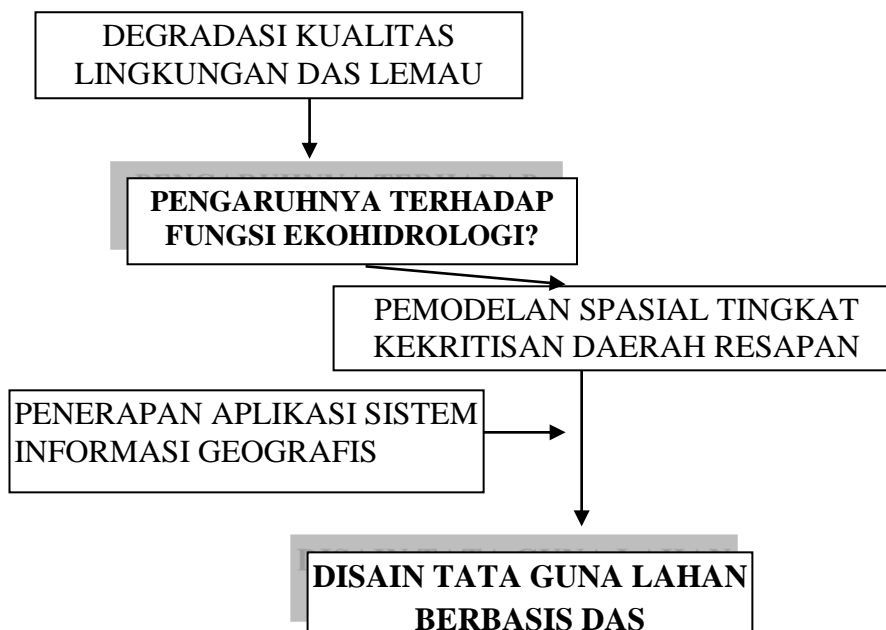 DEGRADASI KUALITAS
LINGKUNGAN DAS LEMAU
PENGARUHNYA TERHADAP
FUNGSI EKOHIDROLOGI?
PEMODELAN SPASIAL TINGKAT
KEKRITISAN DAERAH RESAPAN
PENERAPAN APLIKASI SISTEM
INFORMASI GEOGRAFIS
DISAIN TATA GUNA LAHAN
BERBASIS DAS